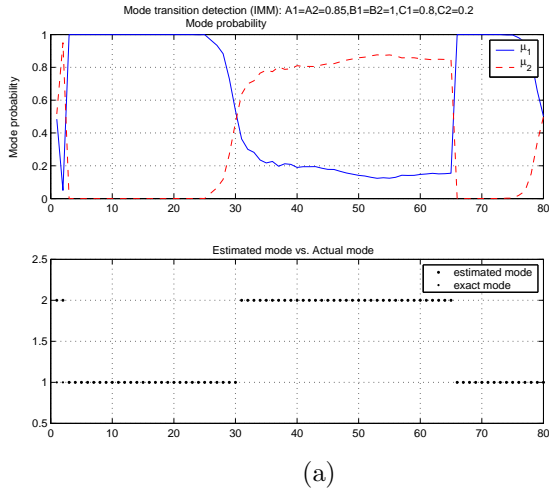 Mode transition detection (IMM): A1=A2=0.85,B1=B2=1,C1=0.8,C2=0.2
Mode probability
1
0.8
0.6
0.4
0.2
0
Mode probability
μ1
μ2
0 10 20 30 40 50 60 70 80
Estimated mode vs. Actual mode
2.5
2
1.5
1
0.5
estimated mode
exact mode
0 10 20 30 40 50 60 70 80
(a)